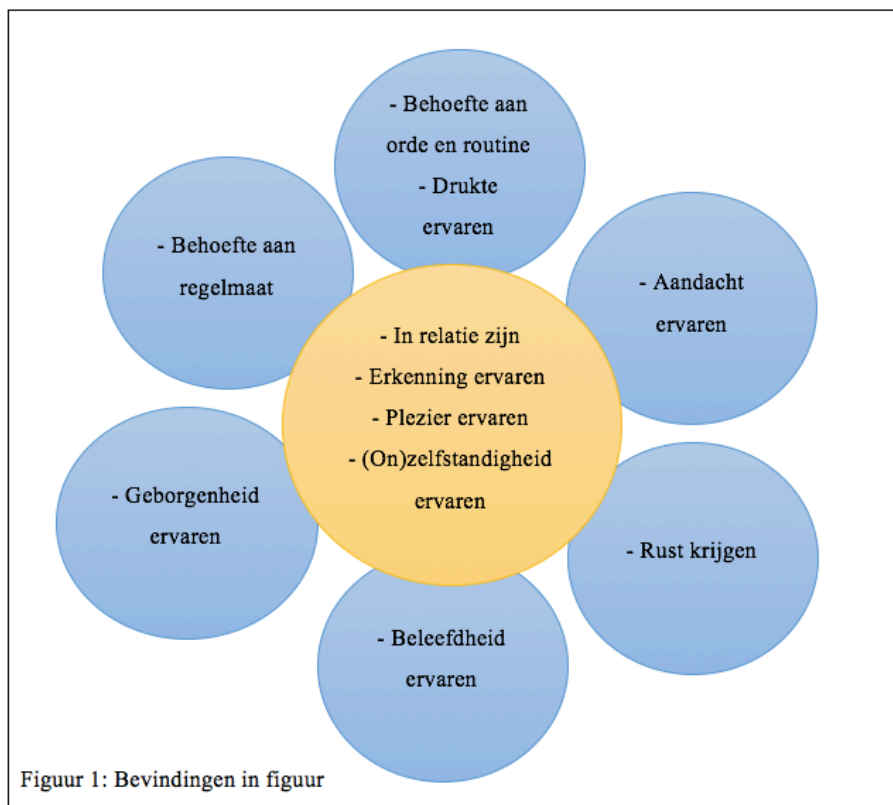 - Behoefte aan
orde en routine
- Drukte
ervaren
- Behoefte aan
regelmaat
- Aandacht
ervaren
- In relatie zijn
- Erkenning ervaren
- Plezier ervaren
- (On)zelfstandigheid
ervaren
- Geborgenheid
ervaren
- Rust krijgen
- Beleefdheid
ervaren
Figuur 1: Bevindingen in figuur